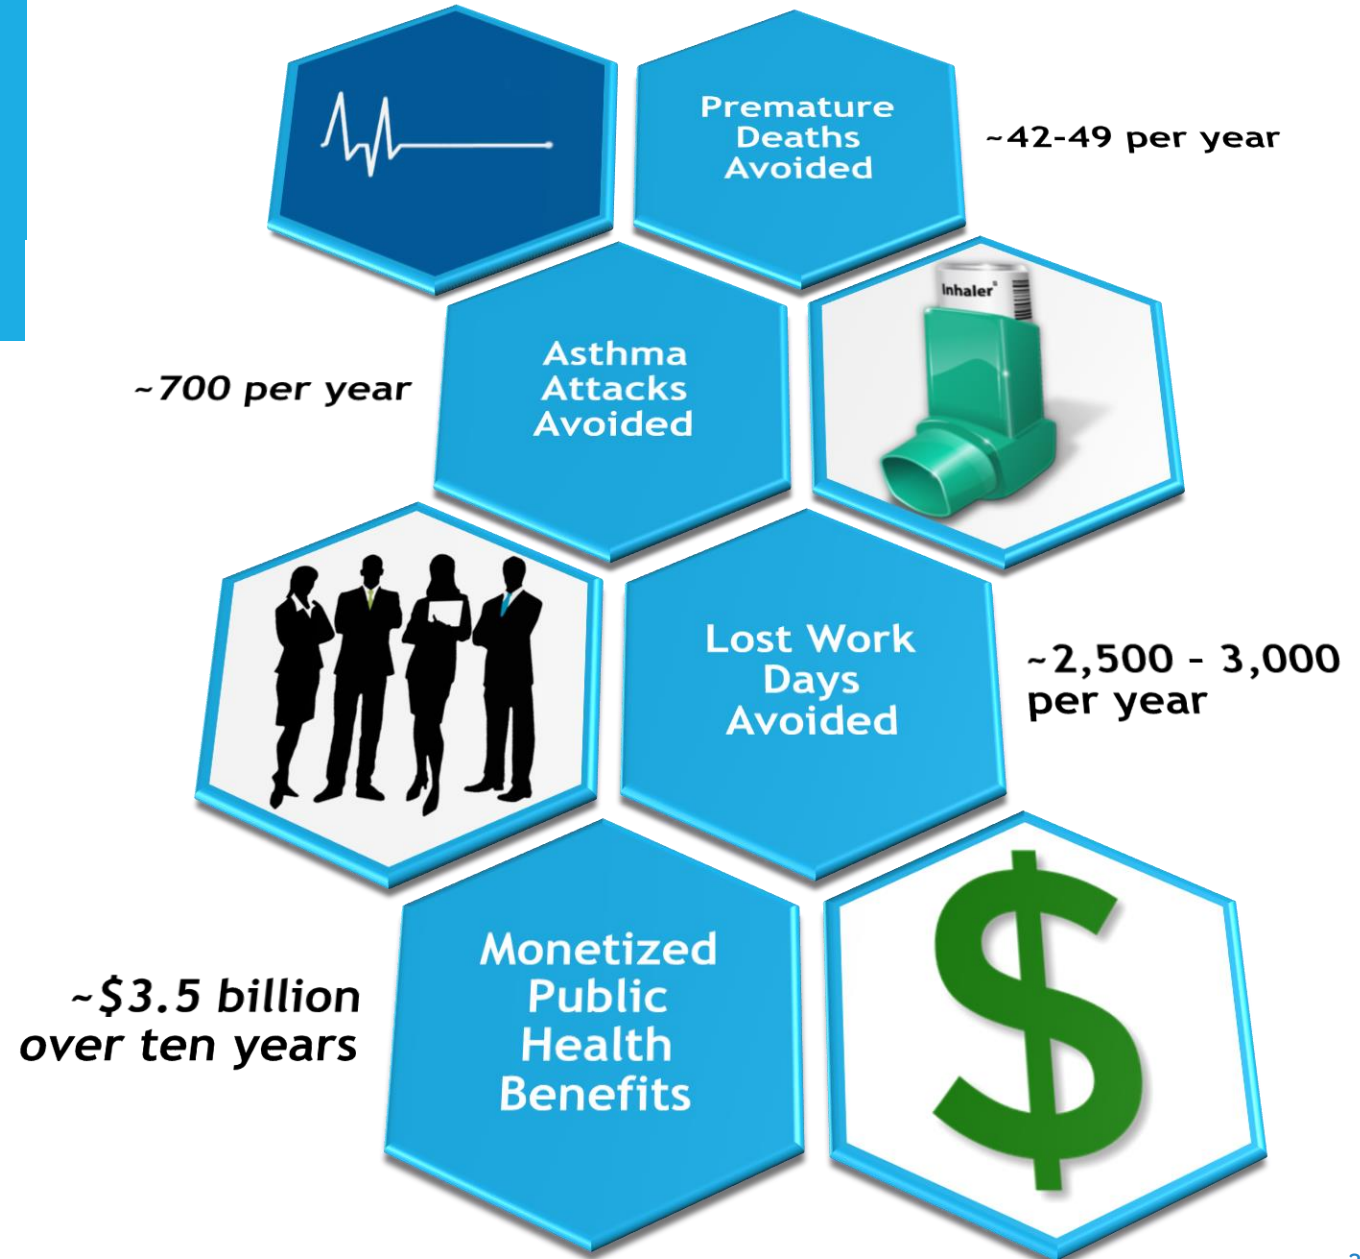 Premature
Deaths
Avoided
~42-49 per year
Inhaler®
~700 per year
Asthma
Attacks
Avoided
Lost Work
Days
Avoided
~2,500 - 3,000
per year
Monetized
Public
Health
Benefits
~$3.5 billion
over ten years